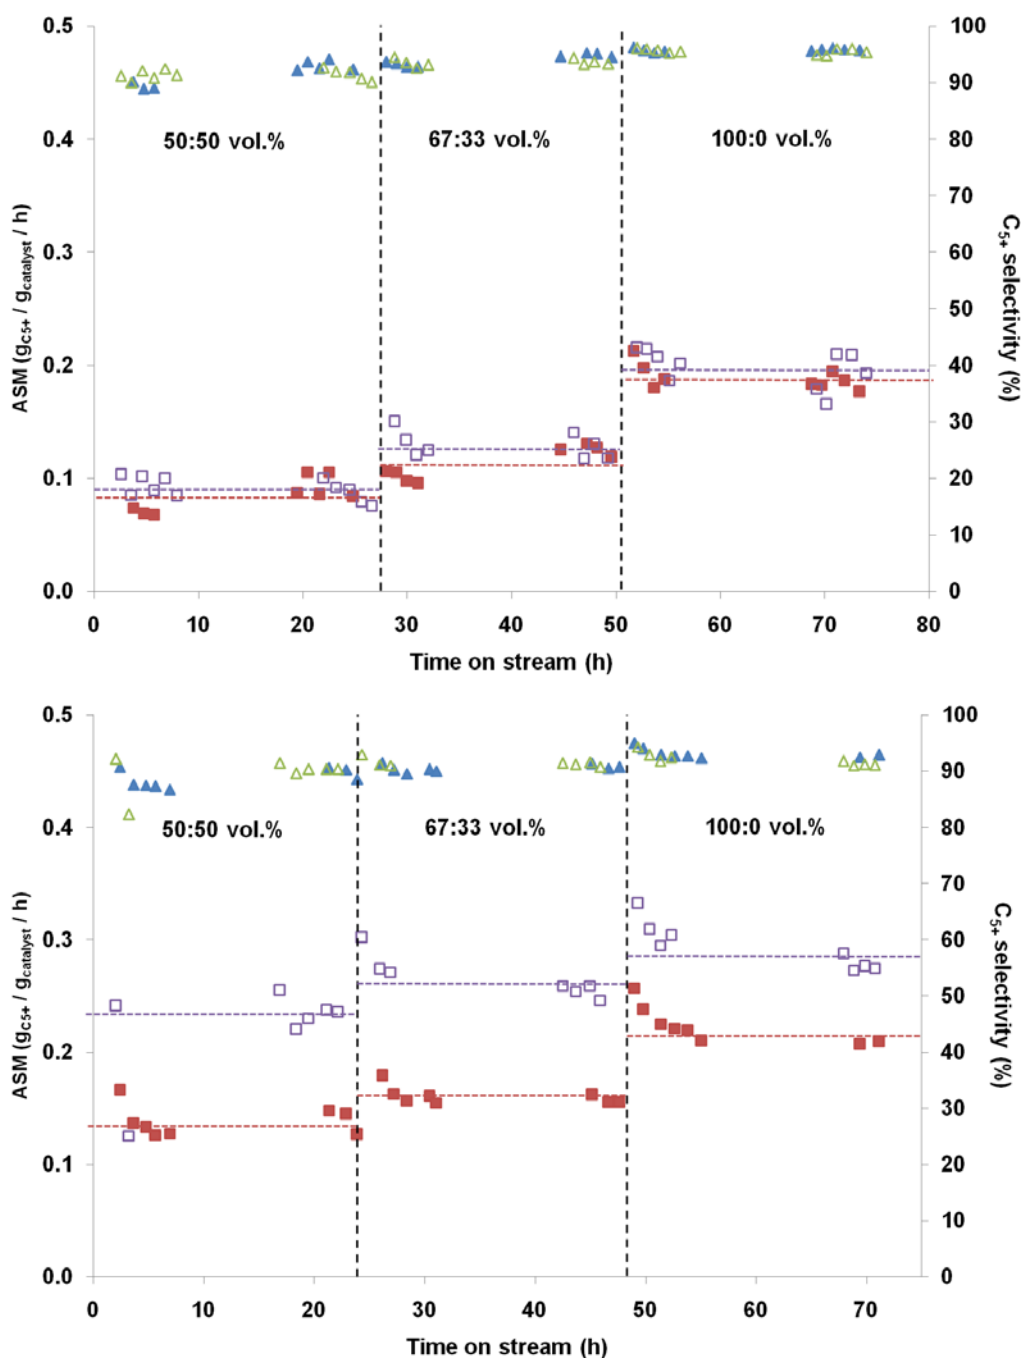 0.5
0.4
0.3
0.2
0.1
0.0
ASM (gC5+ / gcatalyst / h)
50:50 vol.%
67:33 vol.%
100:0 vol.%
100
90
80
70
60
50
40
30
20
10
0
C5+ selectivity (%)
0 10 20 30 40 50 60 70 80
Time on stream (h)
0.5
0.4
0.3
0.2
0.1
0.0
ASM (gC5+ / gcatalyst / h)
50:50 vol.%
67:33 vol.%
100:0 vol.%
100
90
80
70
60
50
40
30
20
10
0
C5+ selectivity (%)
0 10 20 30 40 50 60 70
Time on stream (h)